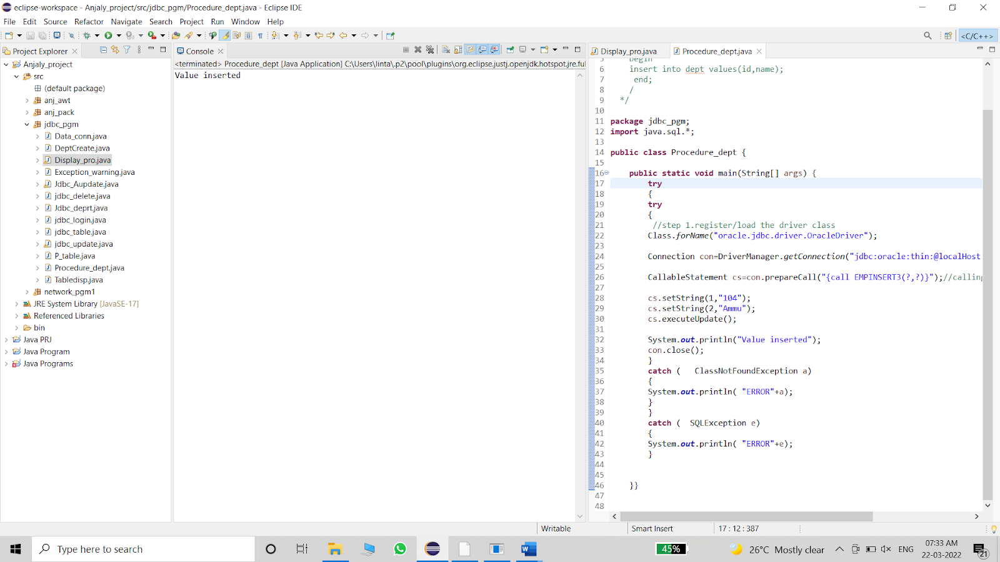 eclipse-workspace - Anjaly_project/src/jdbc_pgm/Procedure_dept.java - Eclipse IDE
File Edit Source Refactor Navigate Search Project Run Window Help
<C/C++>
Project Explorer
Anjaly_project
src
(default package)
anj_awt
anj_pack
jdbc_pgm
Data_conn.java
DeptCreate.java
Display_pro.java
Exception_warning.java
Jdbc_Aupdate.java
jdbc_delete.java
Jdbc_deprt.java
jdbc_login.java
jdbc_table.java
jdbc_update.java
P_table.java
Procedure_dept.java
Tabledisp.java
network_pgm1
JRE System Library [JavaSE-17]
Referenced Libraries
bin
Java PRJ
Java Program
Java Programs
Console
<terminated> Procedure_dept [Java Application] C:\Users\linta\.p2\pool\plugins\org.eclipse.justj.openjdk.hotspot.jre.ful
Value inserted
Display_pro.java Procedure_dept.java
5 begin
6 insert into dept values(id,name);
7 end;
8 /
9 */
10
11 package jdbc_pgm;
12 import java.sql.*;
13
14 public class Procedure_dept {
15
16 public static void main(String[] args) {
17 try
18 {
19 try
20 {
21 //step 1.register/load the driver class
22 Class.forName("oracle.jdbc.driver.OracleDriver");
23
24 Connection con=DriverManager.getConnection("jdbc:oracle:thin:@localHost
25
26 CallableStatement cs=con.prepareCall("{call EMPINSERT3(?,?)}");//calling
27
28 cs.setString(1,"104");
29 cs.setString(2,"Ammu");
30 cs.executeUpdate();
31
32 System.out.println("Value inserted");
33 con.close();
34 }
35 catch ( ClassNotFoundException a)
36 {
37 System.out.println( "ERROR"+a);
38 }
39 }
40 catch ( SQLException e)
41 {
42 System.out.println( "ERROR"+e);
43 }
44
45
46 }}
47
48
Writable Smart Insert 17 : 12 : 387
Type here to search
W
45%
26°C Mostly clear
ENG
07:33 AM
22-03-2022
21